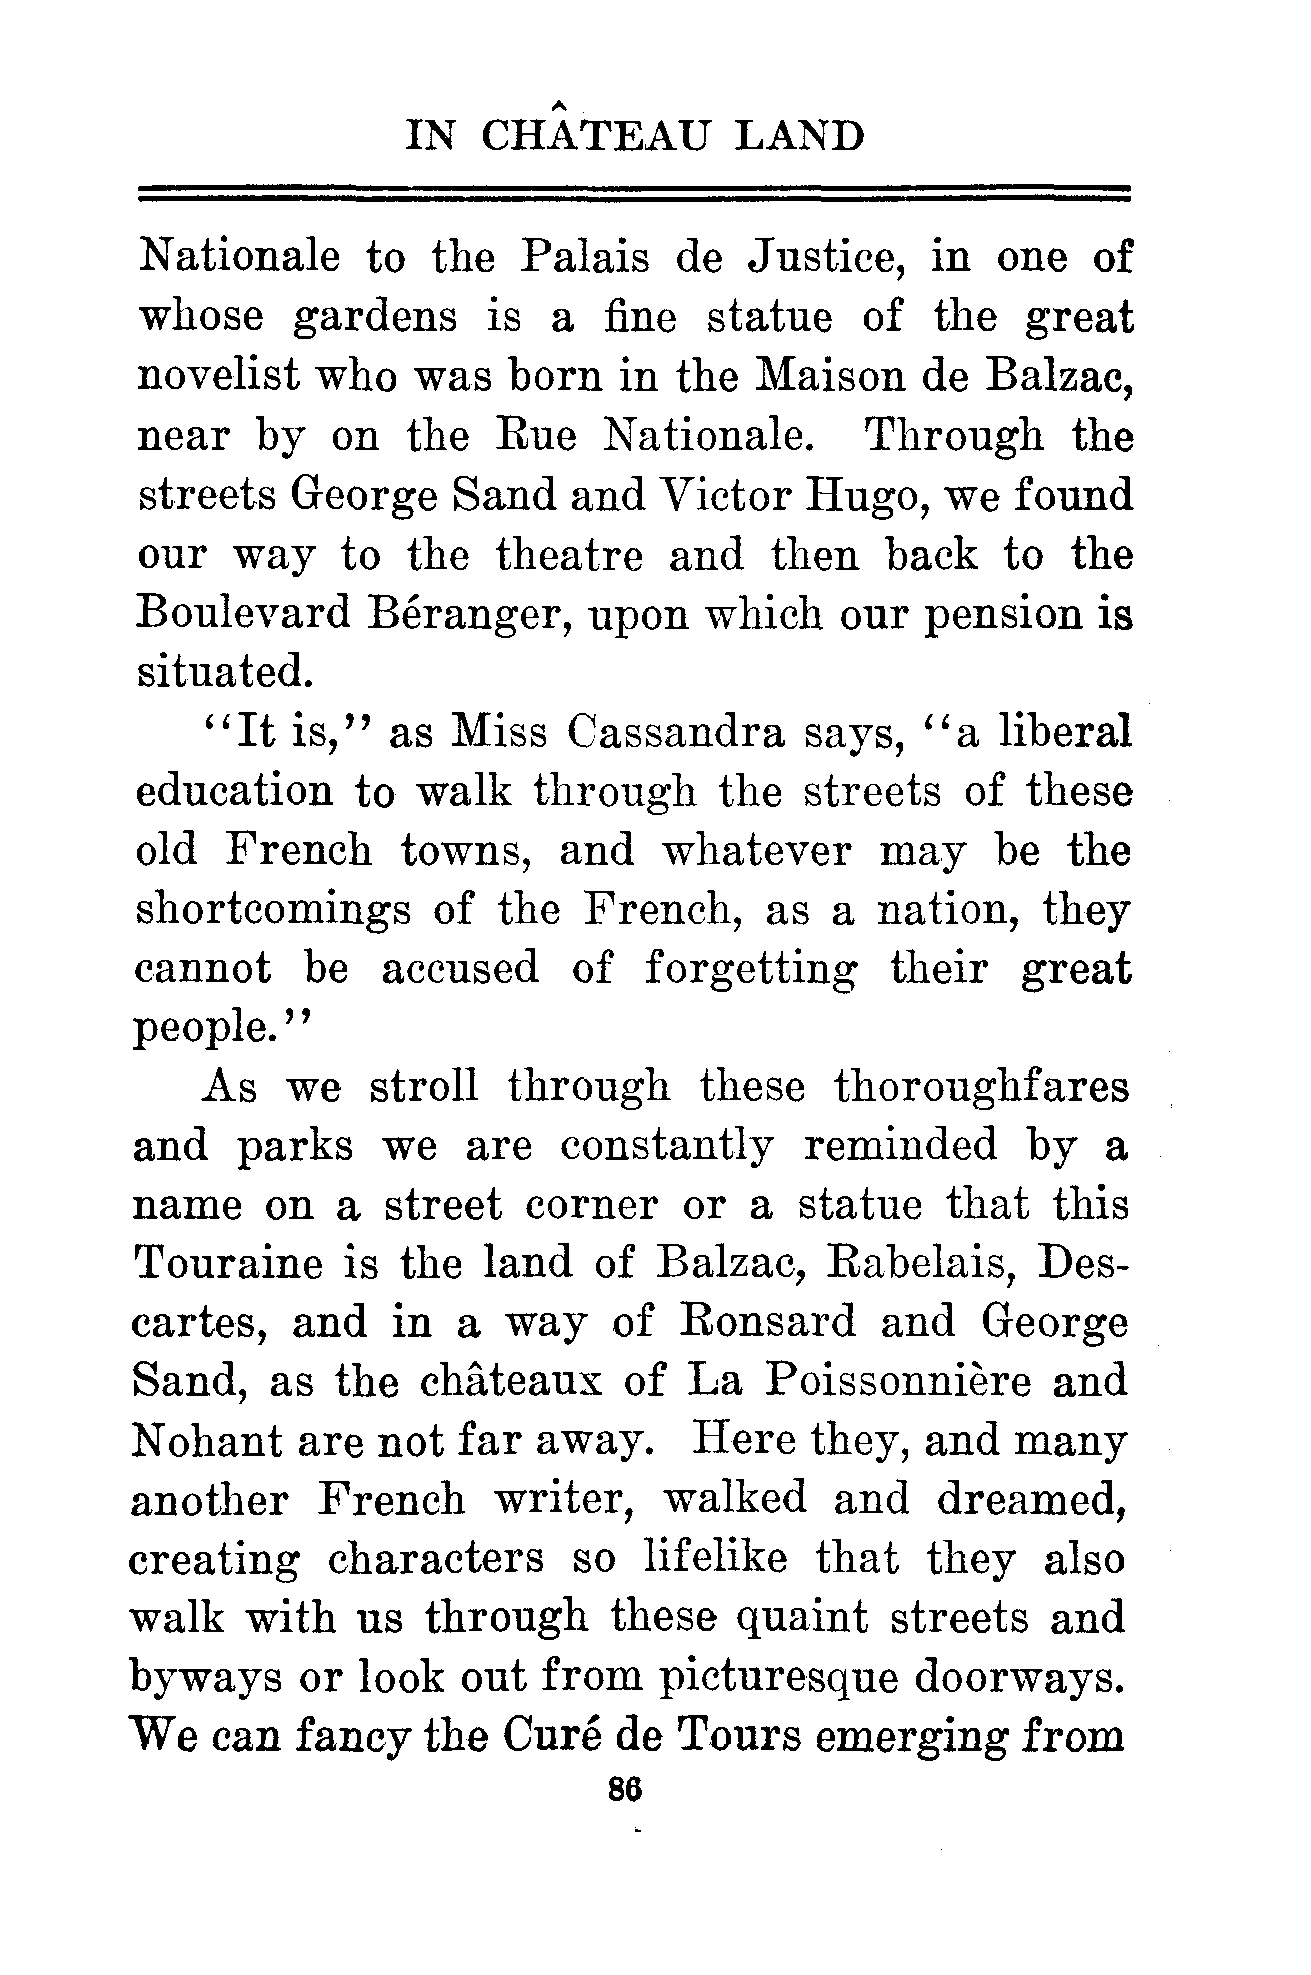 IN CHÂTEAU LAND
Nationale to the Palais de Justice, in one of
whose gardens is a fine statue of the great
novelist who was born in the Maison de Balzac,
near by on the Rue Nationale. Through the
streets George Sand and Victor Hugo, we found
our way to the theatre and then back to the
Boulevard Béranger, upon which our pension is
situated.
"It is," as Miss Cassandra says, "a liberal
education to walk through the streets of these
old French towns, and whatever may be the
shortcomings of the French, as a nation, they
cannot be accused of forgetting their great
people."
As we stroll through these thoroughfares
and parks we are constantly reminded by a
name on a street corner or a statue that this
Touraine is the land of Balzac, Rabelais, Des-
cartes, and in a way of Ronsard and George
Sand, as the châteaux of La Poissonnière and
Nohant are not far away. Here they, and many
another French writer, walked and dreamed,
creating characters so lifelike that they also
walk with us through these quaint streets and
byways or look out from picturesque doorways.
We can fancy the Curé de Tours emerging from
86